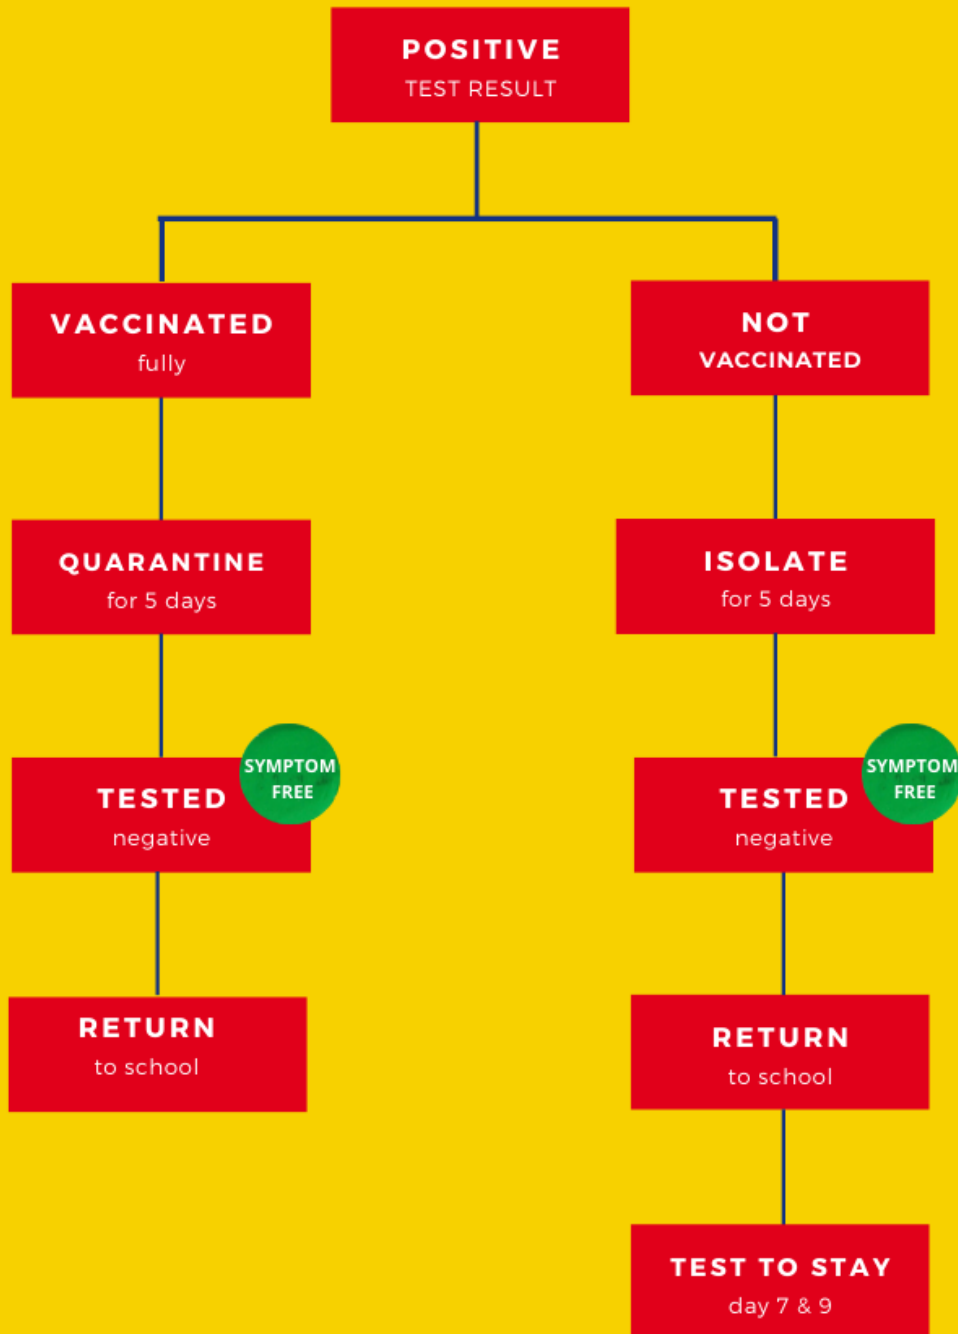 POSITIVE
TEST RESULT
VACCINATED
fully
NOT
VACCINATED
QUARANTINE
for 5 days
ISOLATE
for 5 days
SYMPTOM
FREE
TESTED
negative
SYMPTOM
FREE
TESTED
negative
RETURN
to school
RETURN
to school
TEST TO STAY
day 7 & 9